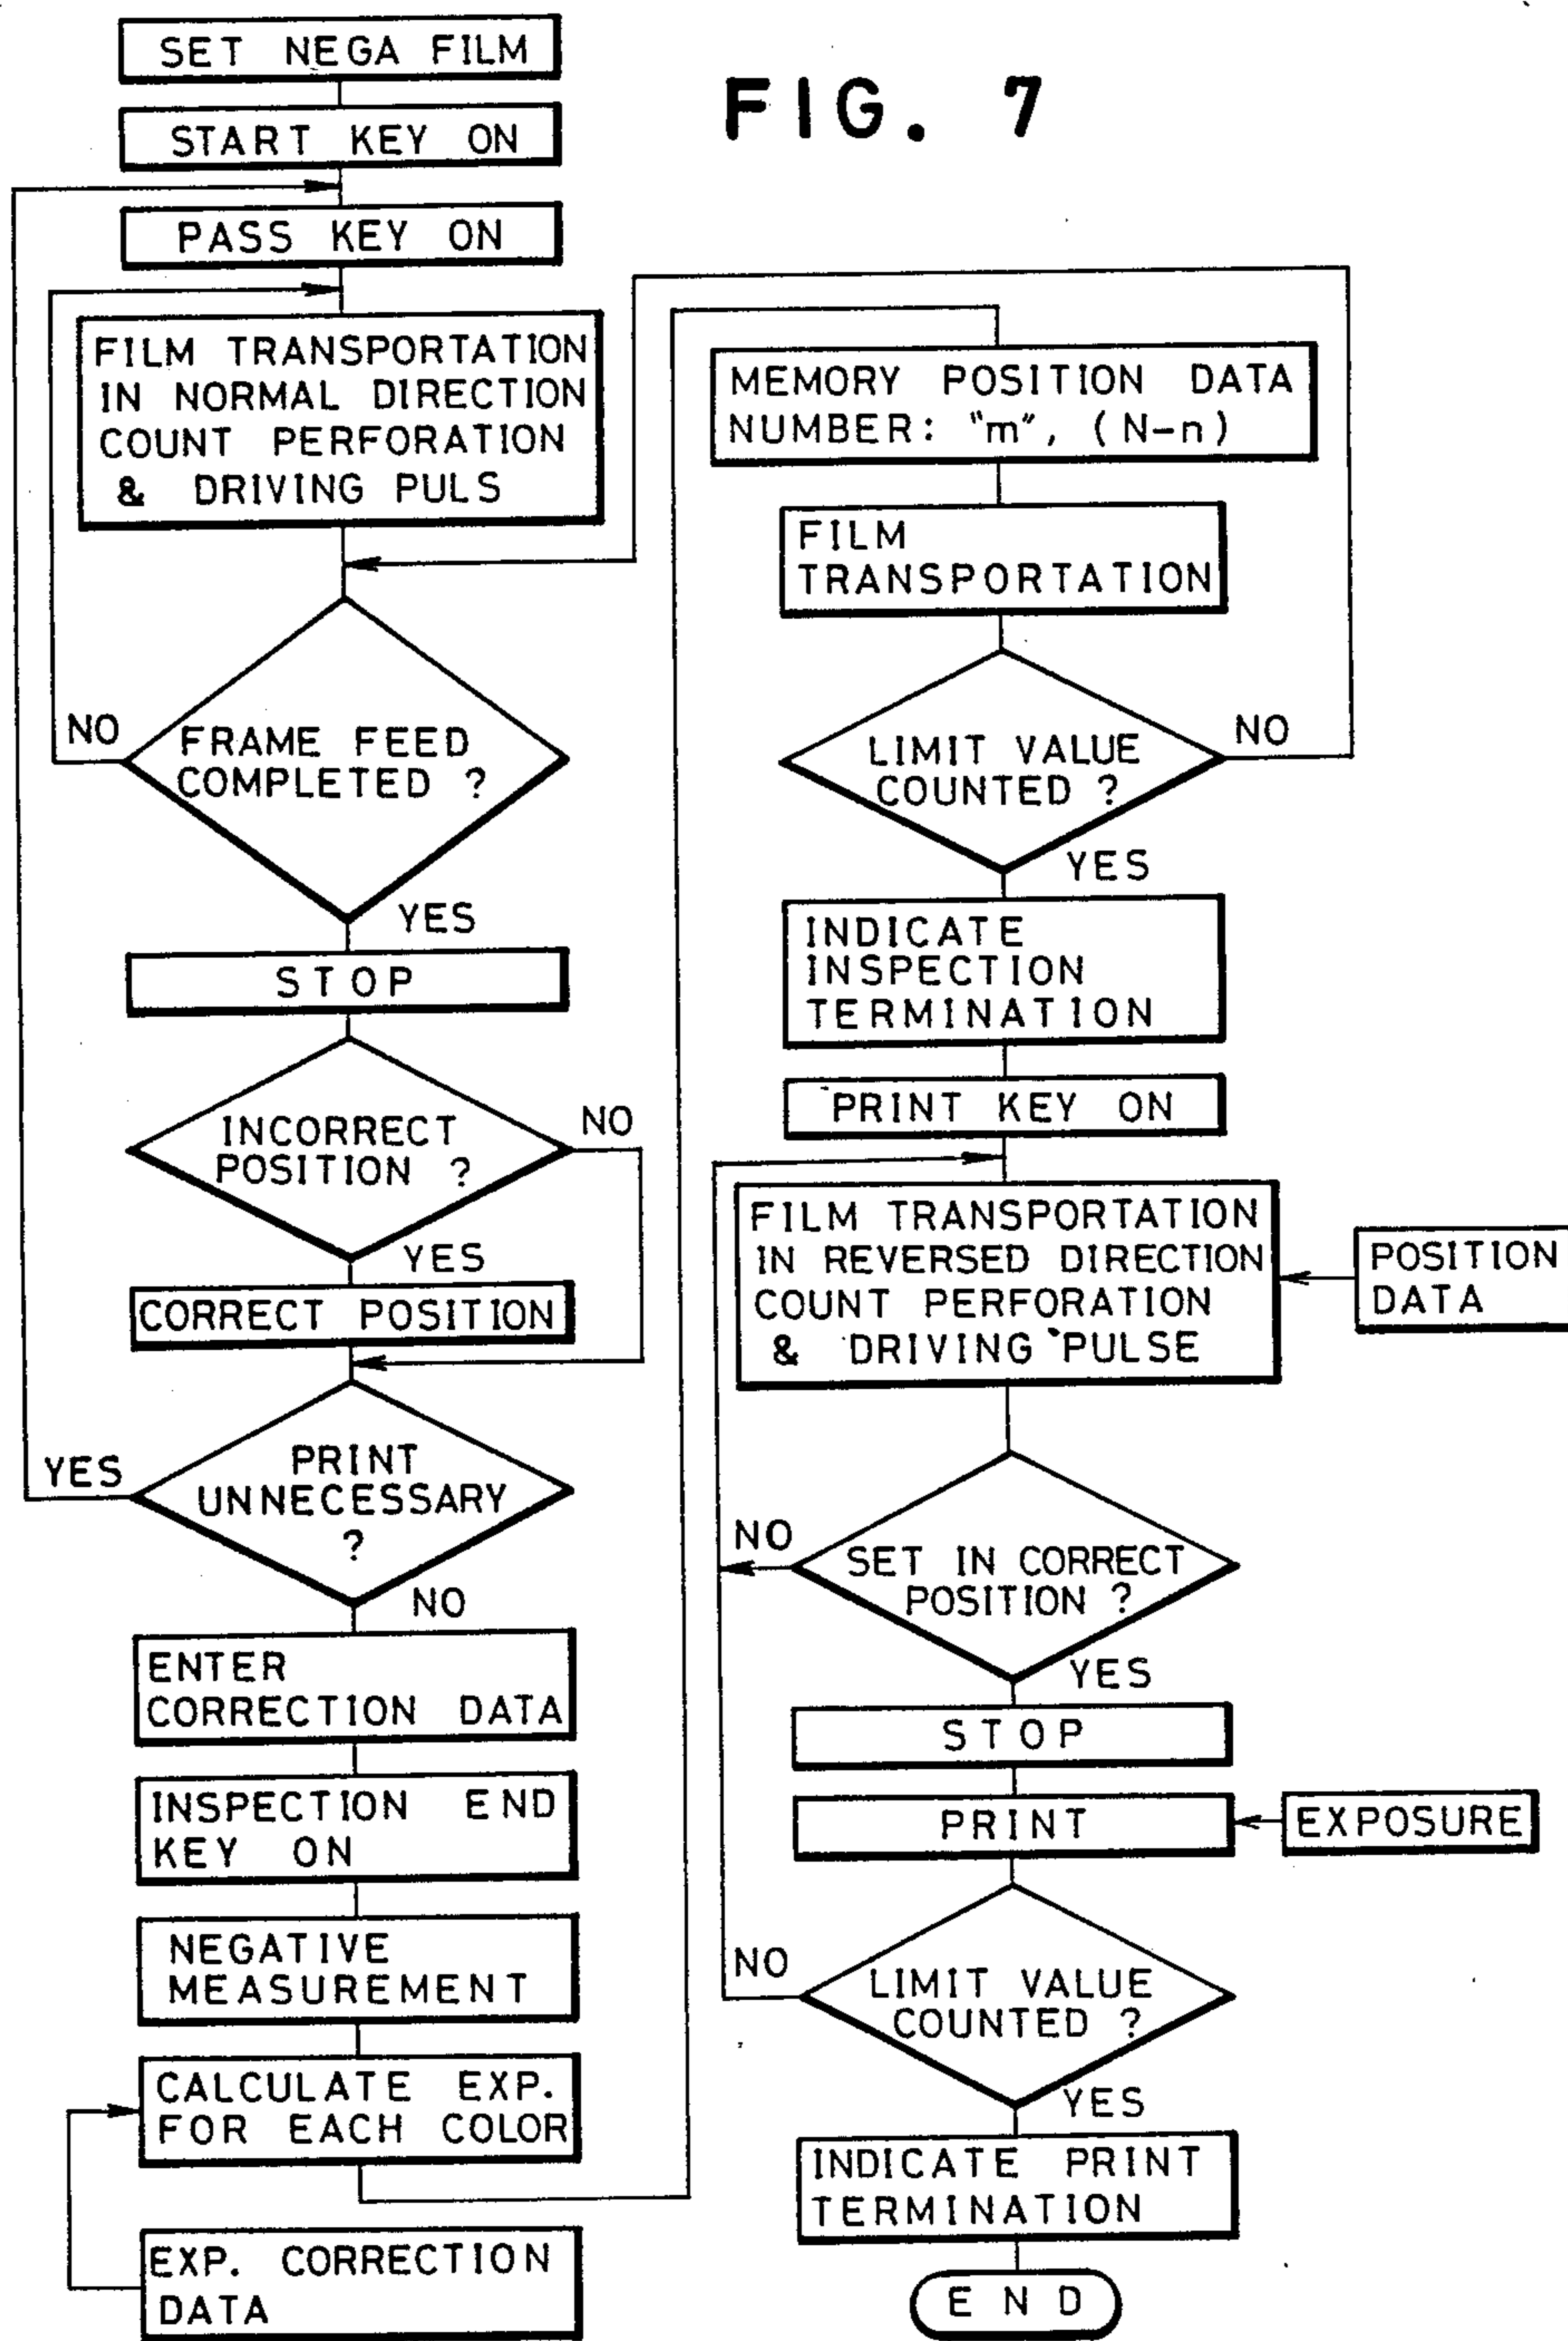 FIG. 7
SET NEGA FILM
START KEY ON
PASS KEY ON
FILM TRANSPORTATION
IN NORMAL DIRECTION
COUNT PERFORATION
& DRIVING PULS
FRAME FEED
COMPLETED ?
NO
YES
STOP
INCORRECT
POSITION ?
NO
YES
CORRECT POSITION
PRINT
UNNECESSARY
?
YES
NO
ENTER
CORRECTION DATA
INSPECTION END
KEY ON
NEGATIVE
MEASUREMENT
CALCULATE EXP.
FOR EACH COLOR
EXP. CORRECTION
DATA
MEMORY POSITION DATA
NUMBER: "m", (N-n)
FILM
TRANSPORTATION
LIMIT VALUE
COUNTED ?
NO
YES
INDICATE
INSPECTION
TERMINATION
PRINT KEY ON
FILM TRANSPORTATION
IN REVERSED DIRECTION
COUNT PERFORATION
& DRIVING PULSE
POSITION
DATA
SET IN CORRECT
POSITION ?
NO
YES
STOP
PRINT
EXPOSURE
LIMIT VALUE
COUNTED ?
NO
YES
INDICATE PRINT
TERMINATION
END